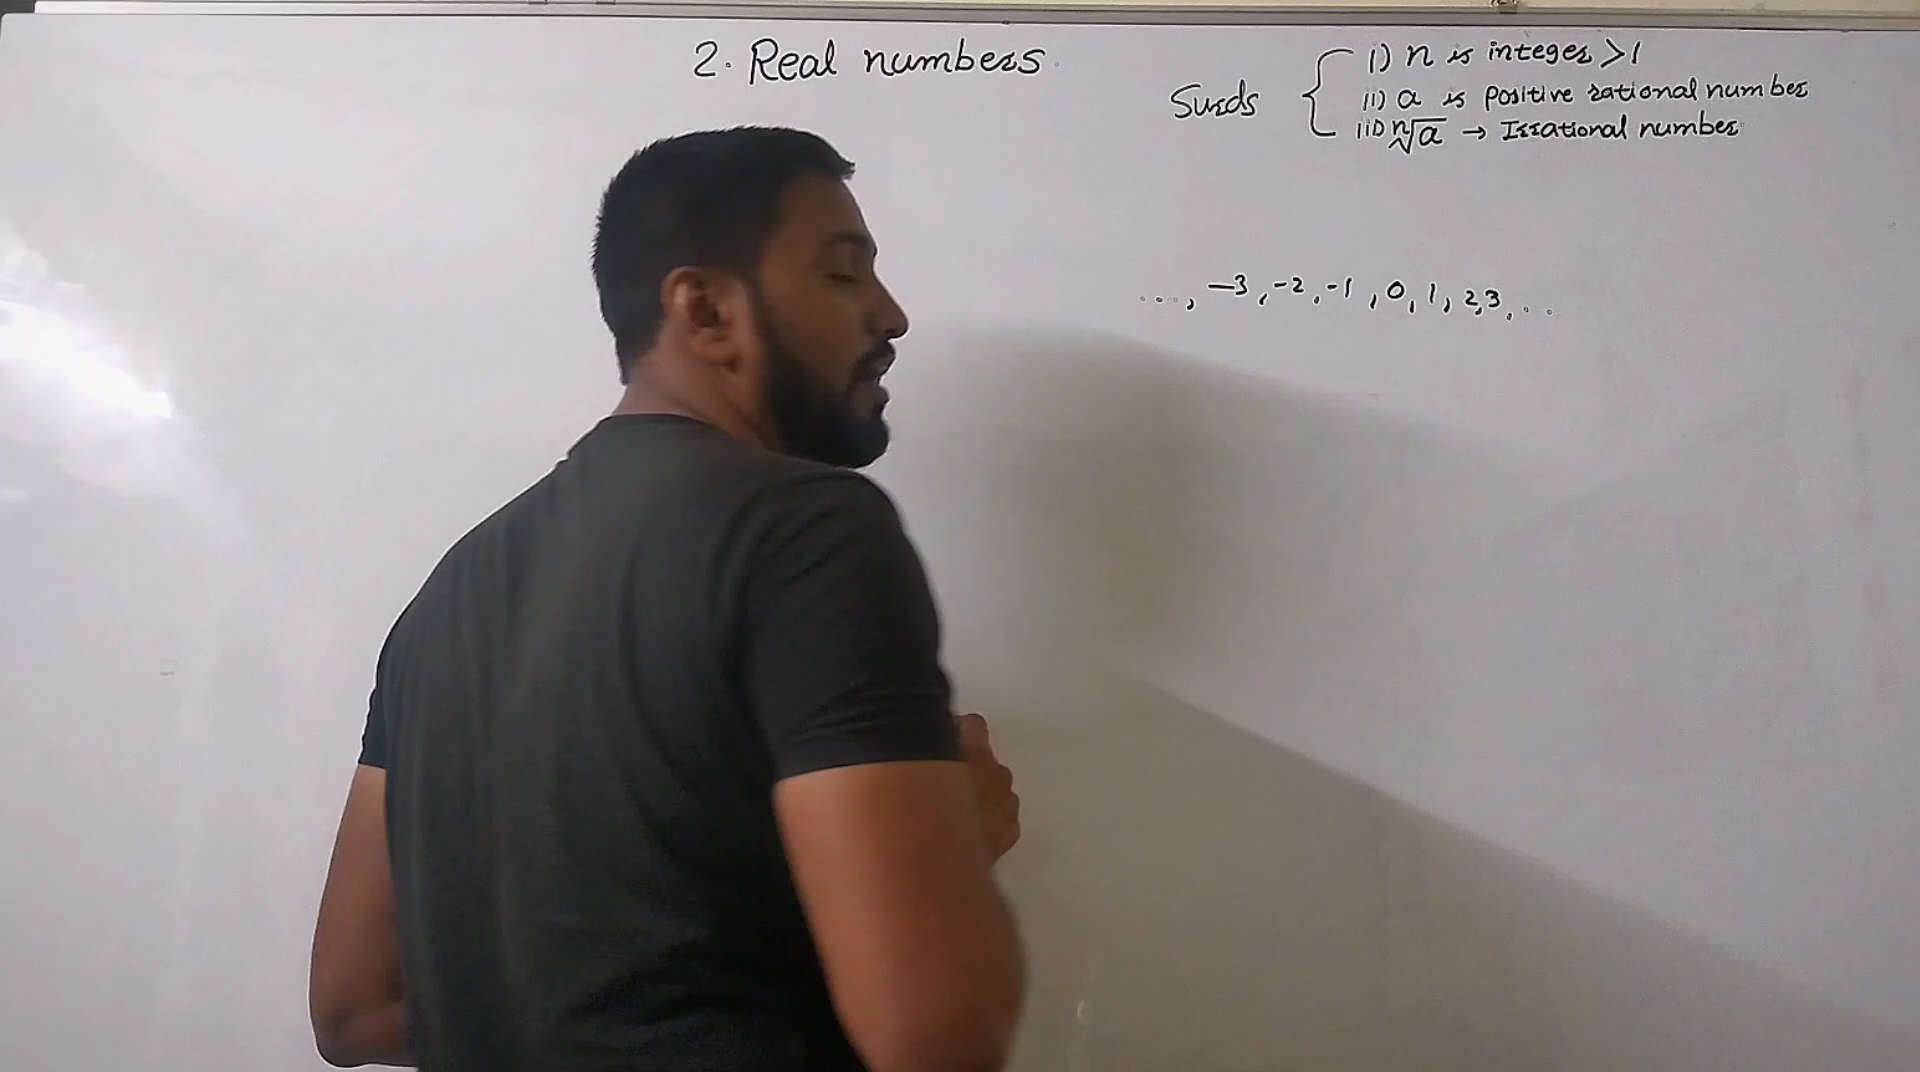 2. Real numbers
Surds { i) n is integer > 1
ii) a is positive rational number
iii) ⁿ√a → Irrational number
..., -3, -2, -1, 0, 1, 2, 3, ..